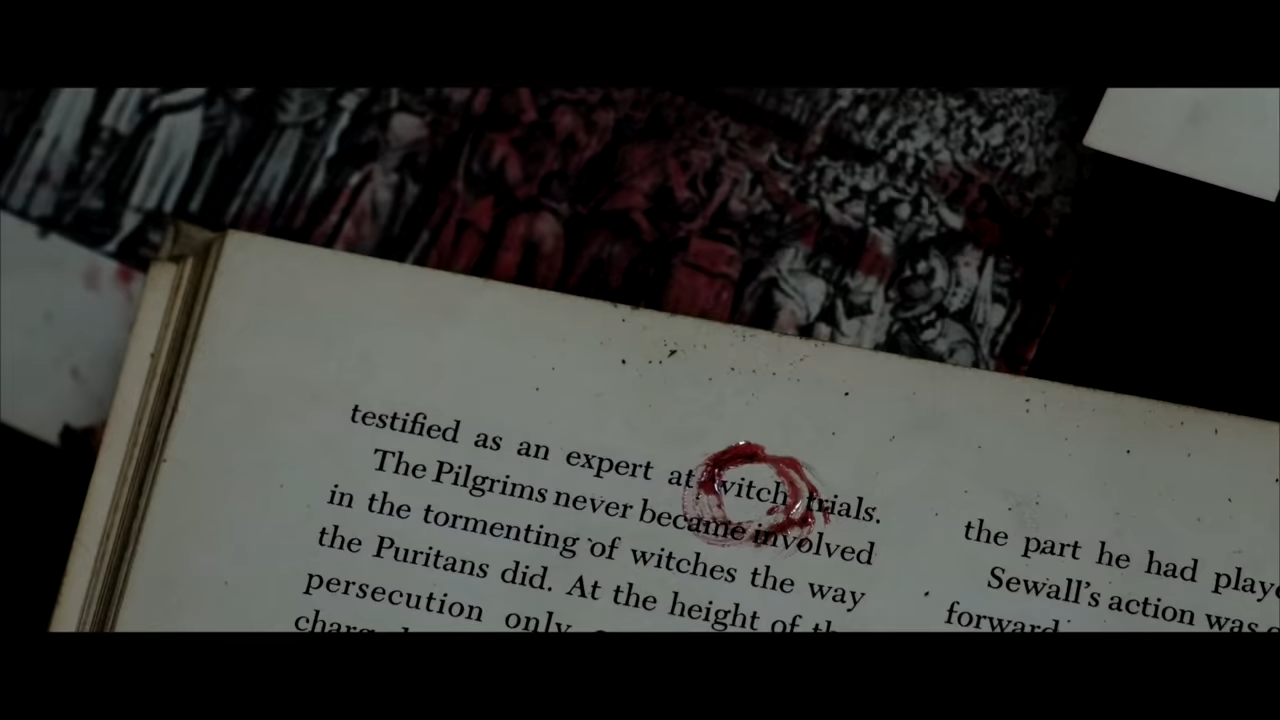 testified as an expert at witch trials.
The Pilgrims never became involved
in the tormenting of witches the way
the Puritans did. At the height of
persecution only
the part he had
Sewall's action was
forward